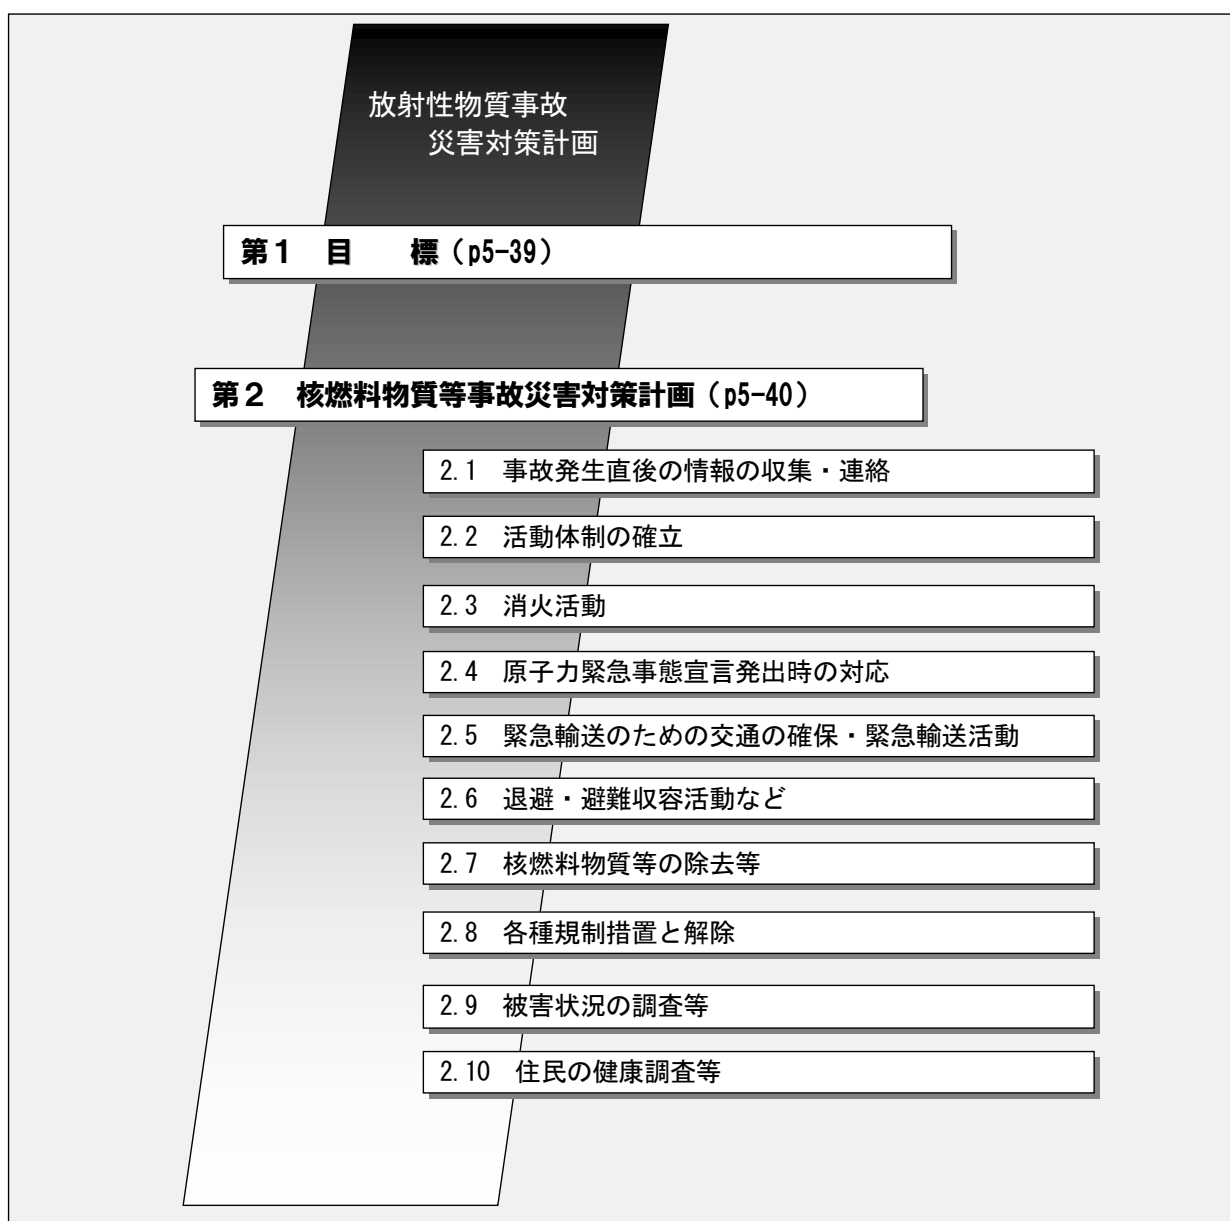 放射性物質事故
災害対策計画
第１　目　　標（p5-39）
第２　核燃料物質等事故災害対策計画（p5-40）
2.1　事故発生直後の情報の収集・連絡
2.2　活動体制の確立
2.3　消火活動
2.4　原子力緊急事態宣言発出時の対応
2.5　緊急輸送のための交通の確保・緊急輸送活動
2.6　退避・避難収容活動など
2.7　核燃料物質等の除去等
2.8　各種規制措置と解除
2.9　被害状況の調査等
2.10　住民の健康調査等